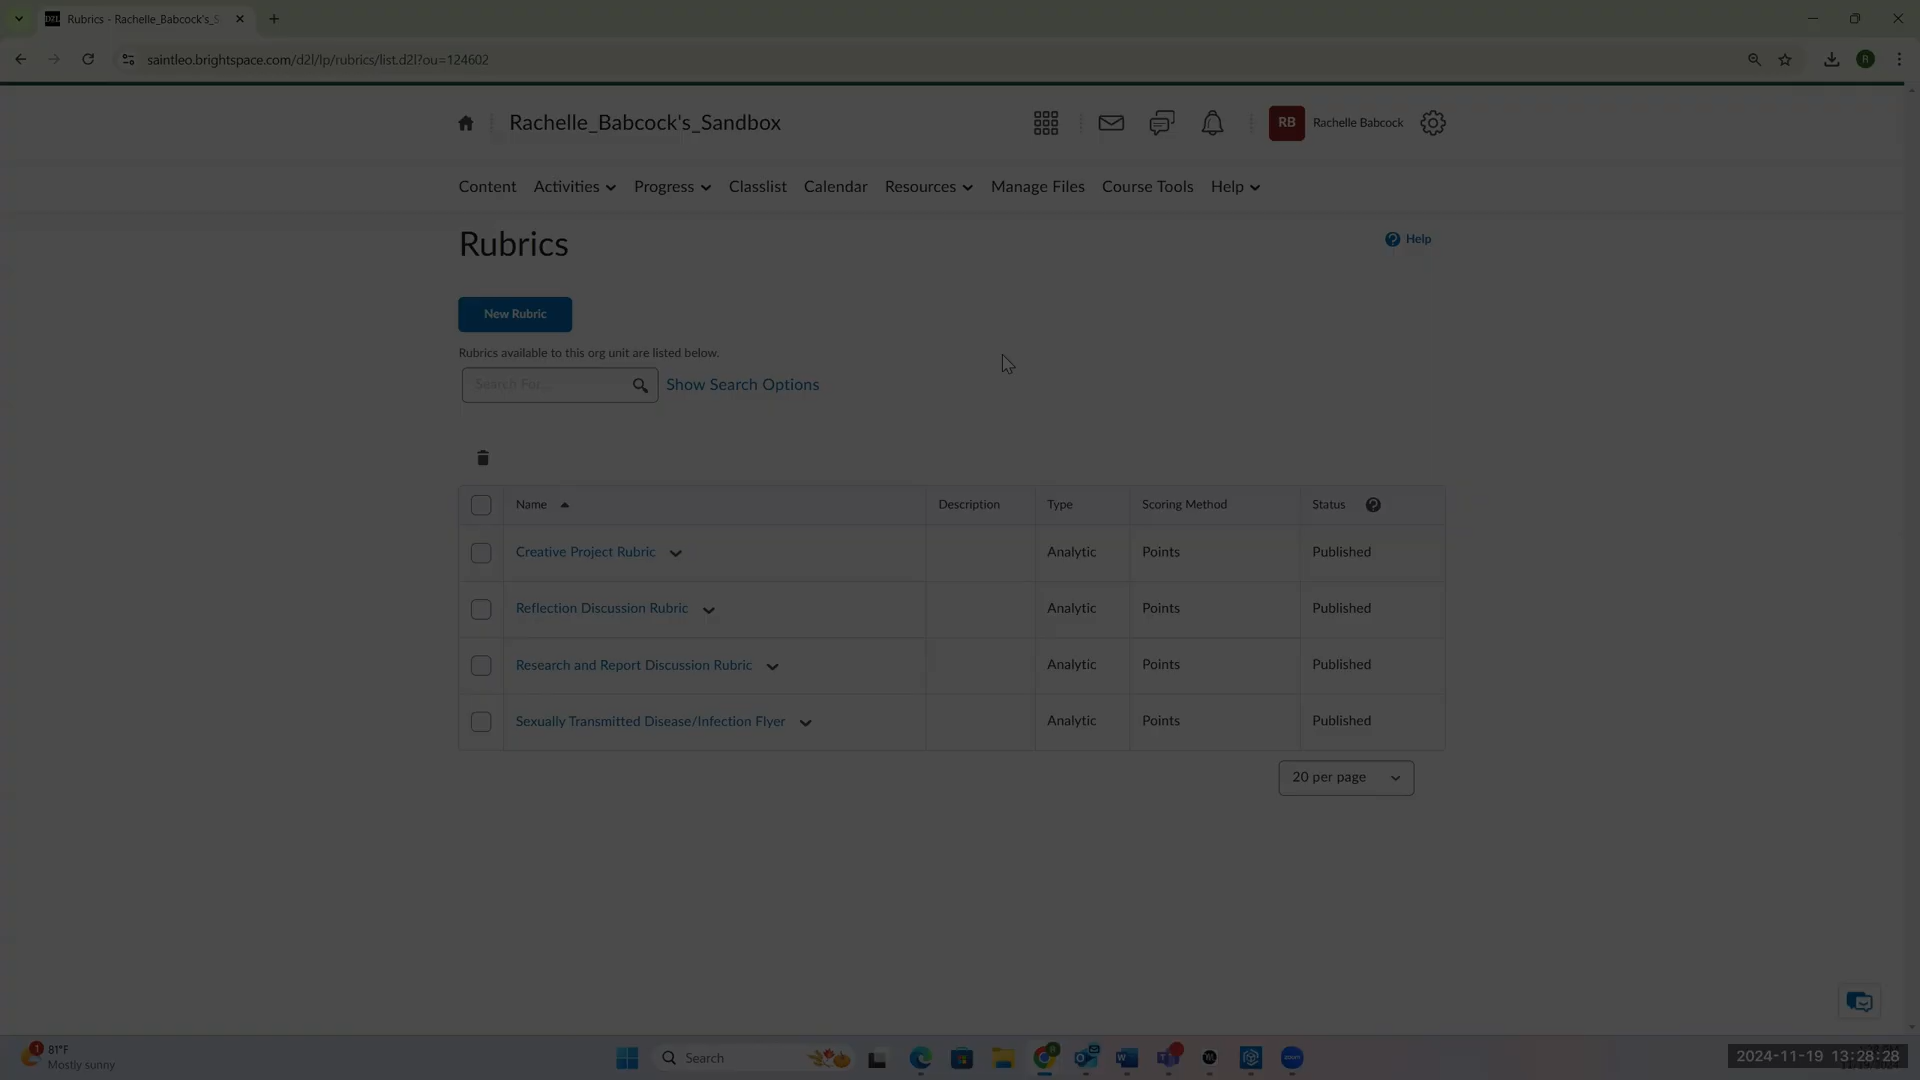 Rubrics - Rachelle_Babcock's_S
saintleo.brightspace.com/d2l/lp/rubrics/list.d2l?ou=124602
R
Rachelle_Babcock's_Sandbox
RB
Rachelle Babcock
Content Activities Progress Classlist Calendar Resources Manage Files Course Tools Help
Rubrics
Help
New Rubric
Rubrics available to this org unit are listed below.
Search For...
Show Search Options
Name Description Type Scoring Method Status
Creative Project Rubric Analytic Points Published
Reflection Discussion Rubric Analytic Points Published
Research and Report Discussion Rubric Analytic Points Published
Sexually Transmitted Disease/Infection Flyer Analytic Points Published
20 per page
1
81°F
Mostly sunny
Search
2024-11-19 13:28:28